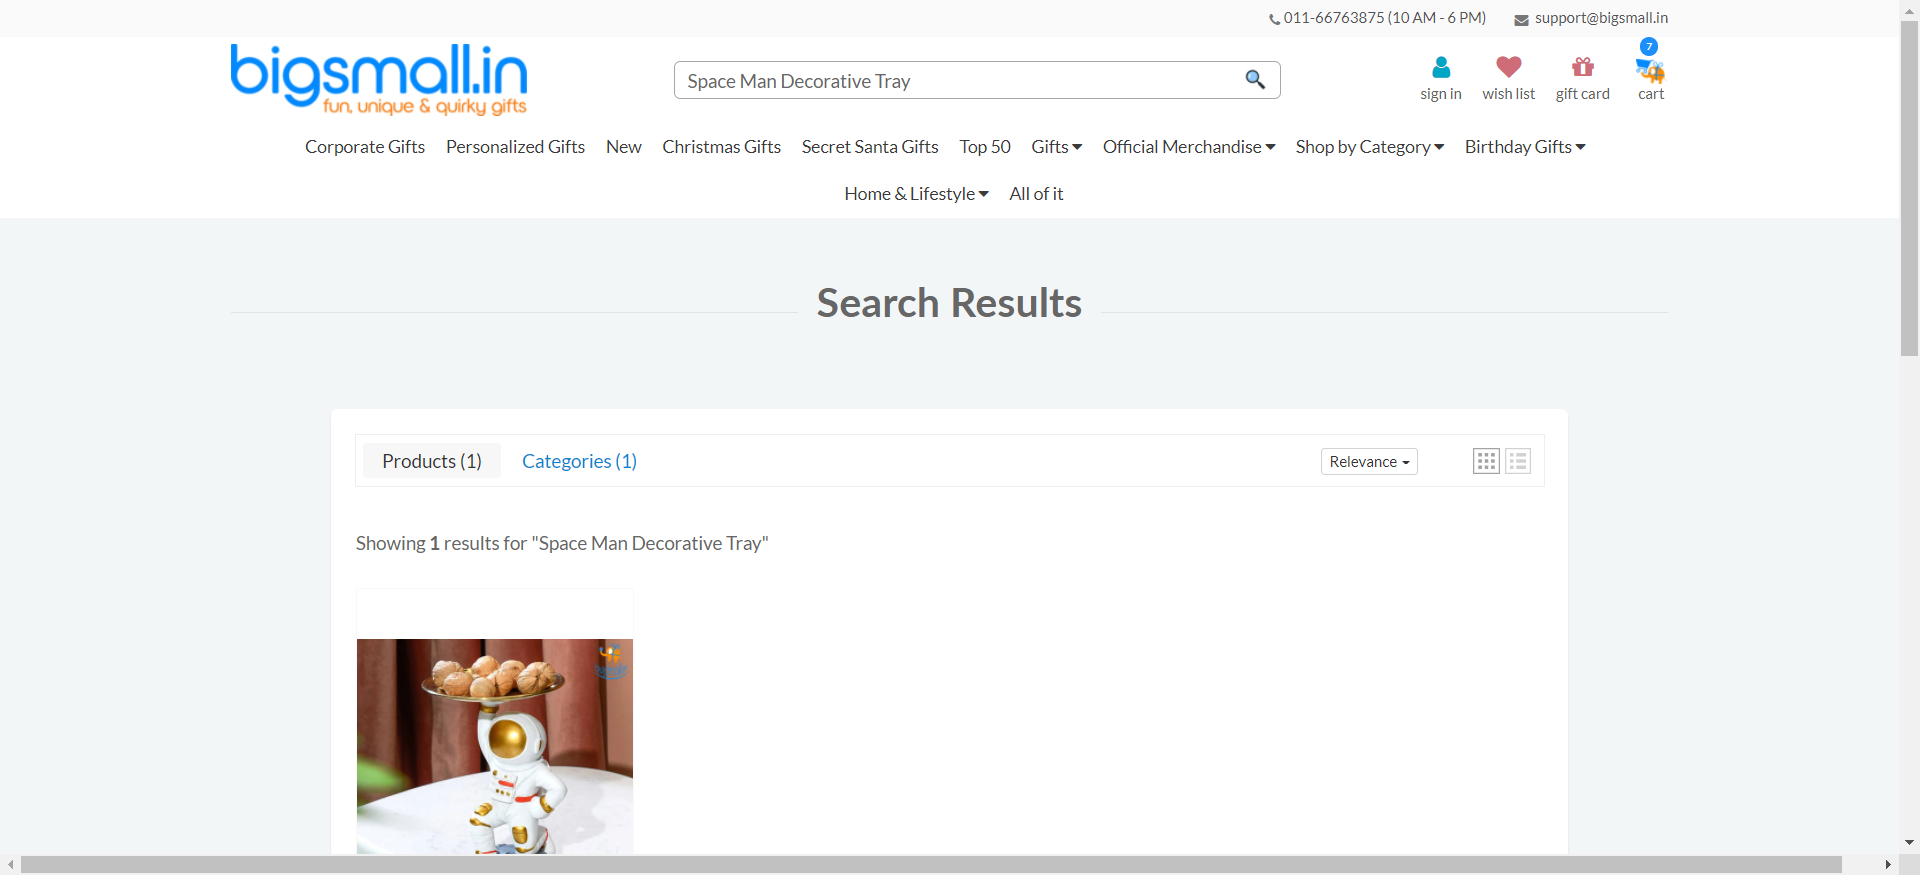 011-66763875 (10 AM - 6 PM) support@bigsmall.in
bigsmall.in
fun, unique & quirky gifts
Space Man Decorative Tray
7
sign in wish list gift card cart
Corporate Gifts Personalized Gifts New Christmas Gifts Secret Santa Gifts Top 50 Gifts Official Merchandise Shop by Category Birthday Gifts
Home & Lifestyle All of it
Search Results
Products (1) Categories (1) Relevance
Showing 1 results for "Space Man Decorative Tray"